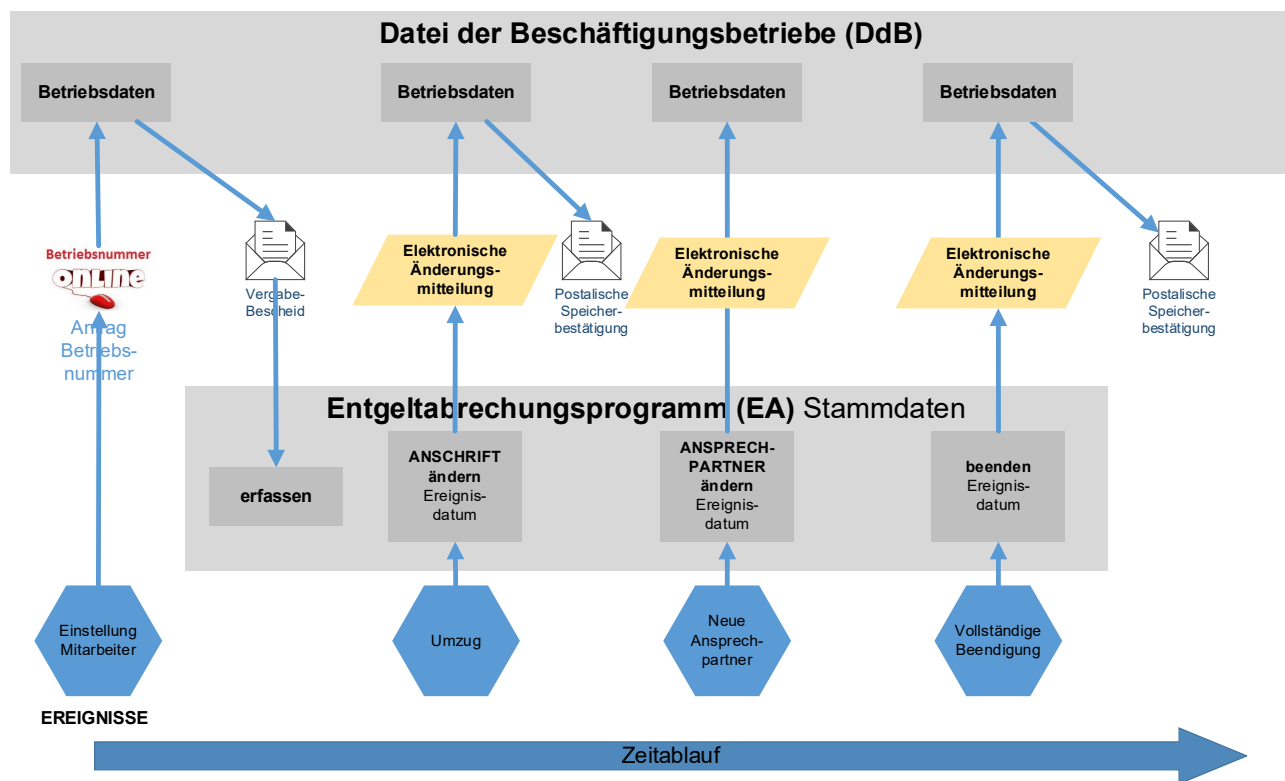 Datei der Beschäftigungsbetriebe (DdB)
Betriebsdaten
Betriebsdaten
Betriebsdaten
Betriebsdaten
Betriebsnummer
ONLINE
Antrag
Betriebs-
nummer
Vergabe-
Bescheid
Elektronische
Änderungs-
mitteilung
Postalische
Speicher-
bestätigung
Elektronische
Änderungs-
mitteilung
Elektronische
Änderungs-
mitteilung
Postalische
Speicher-
bestätigung
Entgeltabrechungsprogramm (EA) Stammdaten
erfassen
ANSCHRIFT
ändern
Ereignis-
datum
ANSPRECH-
PARTNER
ändern
Ereignis-
datum
beenden
Ereignis-
datum
Einstellung
Mitarbeiter
Umzug
Neue
Ansprech-
partner
Vollständige
Beendigung
EREIGNISSE
Zeitablauf